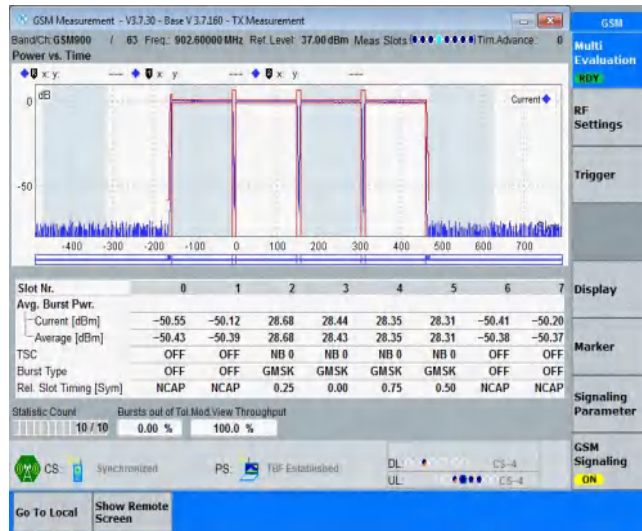 GSM Measurement - V3.7.30 - Base V 3.7.160 - TX Measurement
GSM
Band/Ch: GSM900 / 63 Freq.: 902.60000 MHz Ref. Level: 37.00 dBm Meas Slots Tim.Advance: 0
Power vs. Time
x: y: --- x y --- x y ---
dB
Current
0
-50
-400 -300 -200 -100 0 100 200 300 400 500 600 700
Slot Nr. 0 1 2 3 4 5 6 7
Avg. Burst Pwr.
Current [dBm] -50.55 -50.12 28.68 28.44 28.35 28.31 -50.41 -50.20
Average [dBm] -50.43 -50.39 28.68 28.43 28.35 28.31 -50.38 -50.37
TSC OFF OFF NB 0 NB 0 NB 0 NB 0 OFF OFF
Burst Type OFF OFF GMSK GMSK GMSK GMSK OFF OFF
Rel. Slot Timing [Sym] NCAP NCAP 0.25 0.00 0.75 0.50 NCAP NCAP
Statistic Count Bursts out of Tol. Mod.View Throughput
10 / 10 0.00 % 100.0 %
CS: Synchronized PS: TBF Established DL: CS-4
UL: CS-4
Multi
Evaluation
RDY
RF
Settings
Trigger
Display
Marker
Signaling
Parameter
GSM
Signaling
ON
Go To Local
Show Remote
Screen